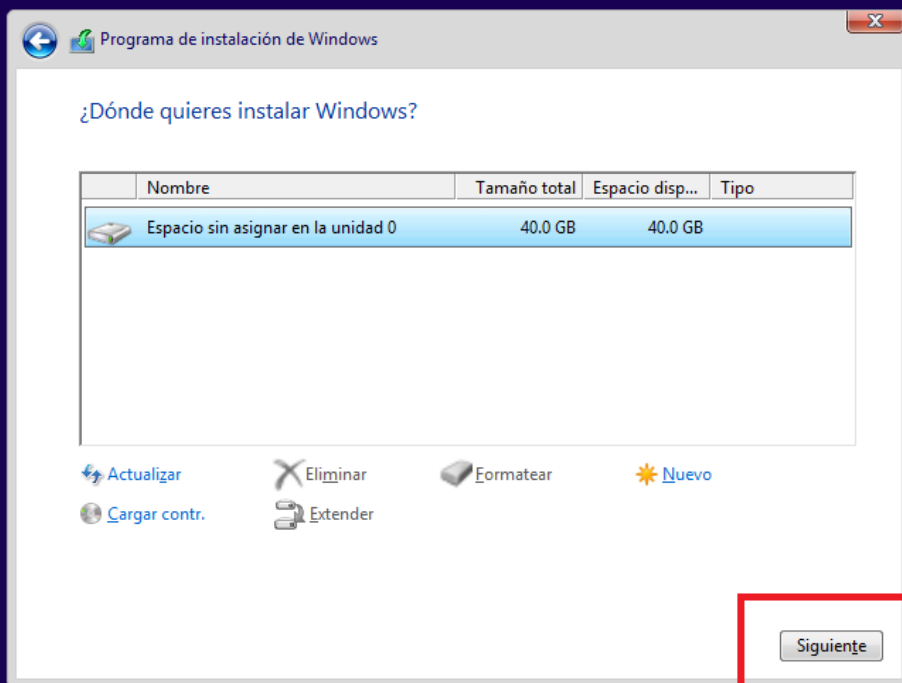 Programa de instalación de Windows
¿Dónde quieres instalar Windows?
Nombre Tamaño total Espacio disp... Tipo
Espacio sin asignar en la unidad 0 40.0 GB 40.0 GB
Actualizar Eliminar Formatear Nuevo
Cargar contr. Extender
Siguiente